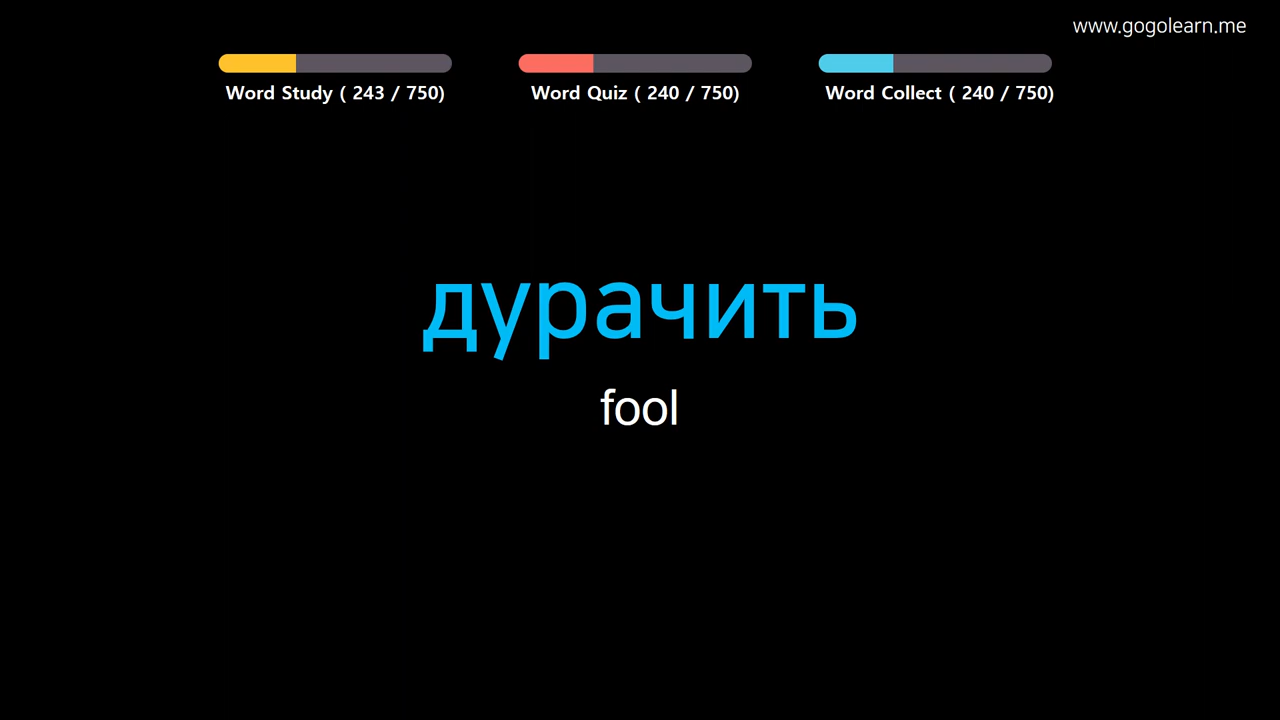 www.gogolearn.me
Word Study ( 243 / 750)
Word Quiz ( 240 / 750)
Word Collect ( 240 / 750)
дурачить
fool